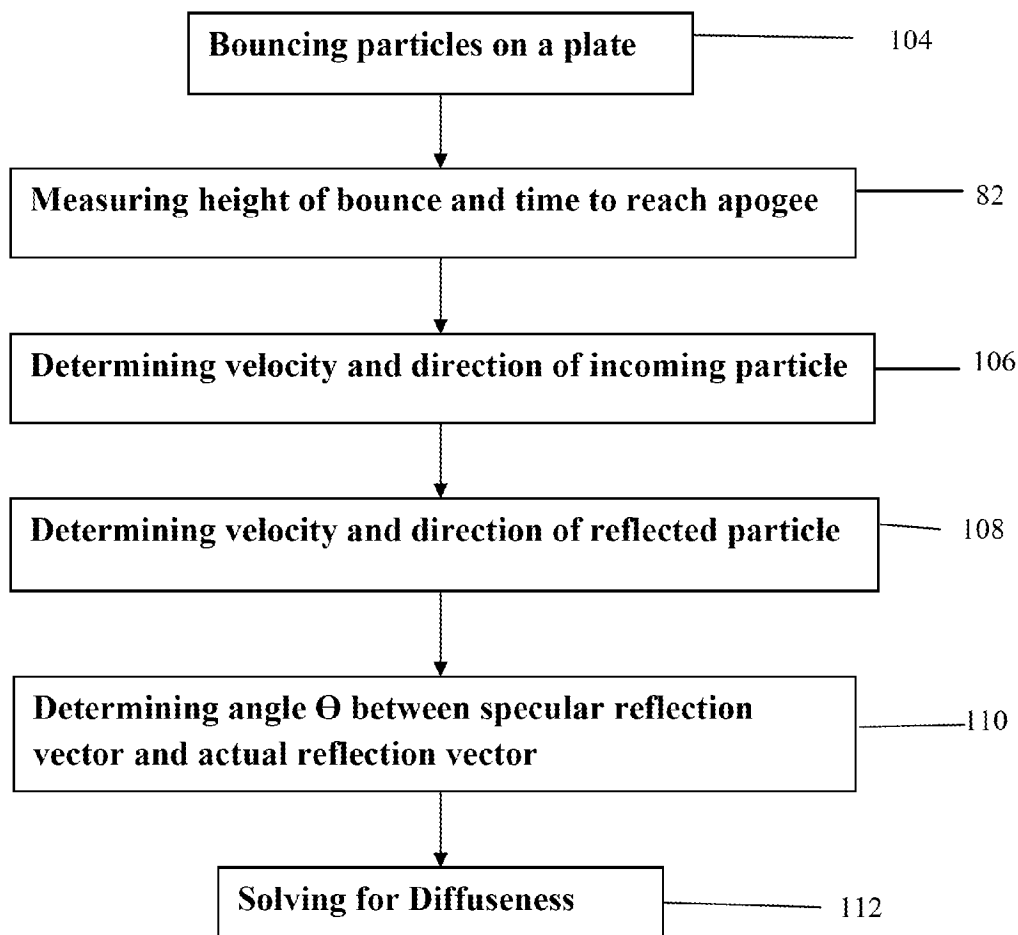 Bouncing particles on a plate
104
Measuring height of bounce and time to reach apogee
82
Determining velocity and direction of incoming particle
106
Determining velocity and direction of reflected particle
108
Determining angle Θ between specular reflection
vector and actual reflection vector
110
Solving for Diffuseness
112